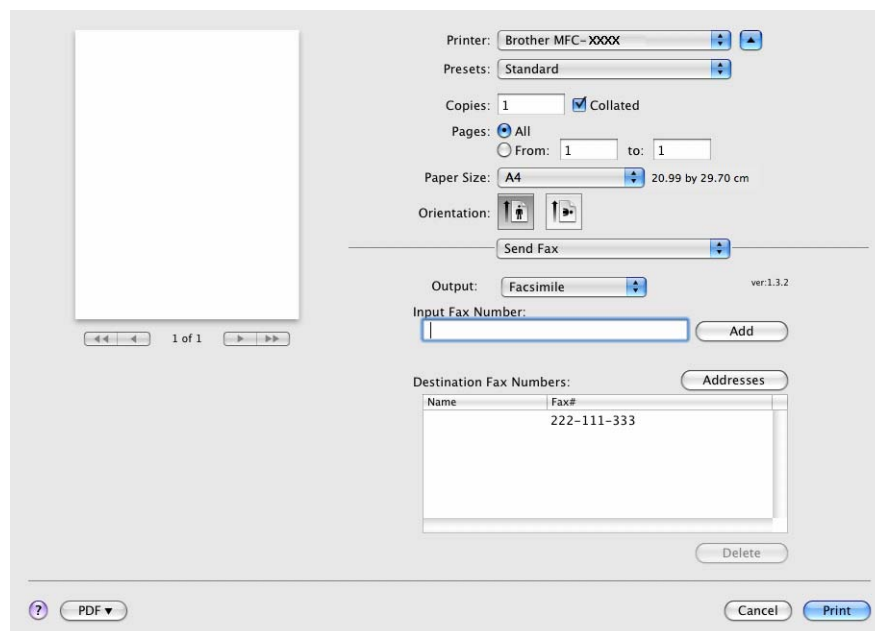 Printer: Brother MFC-XXXX
Presets: Standard
Copies: 1 Collated
Pages: All
From: 1 to: 1
Paper Size: A4 20.99 by 29.70 cm
Orientation:
Send Fax
Output: Facsimile ver:1.3.2
Input Fax Number:
Add
1 of 1
Destination Fax Numbers: Addresses
Name Fax#
222-111-333
Delete
? PDF Cancel Print